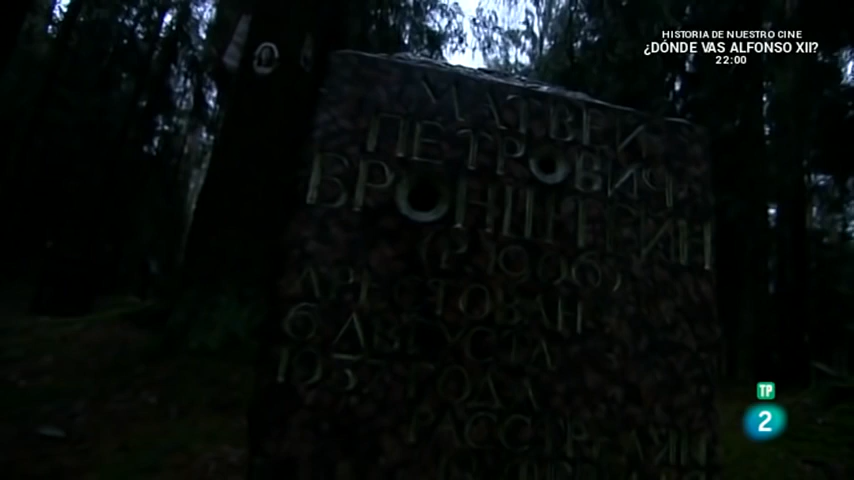 HISTORIA DE NUESTRO CINE
¿DÓNDE VAS ALFONSO XII?
22:00
МАТВЕЙ
ПЕТРОВИЧ
БРОНШТЕЙН
(2.)1906
АРЕСТОВАН
6 АВГУСТА
ГОДА
TP
2